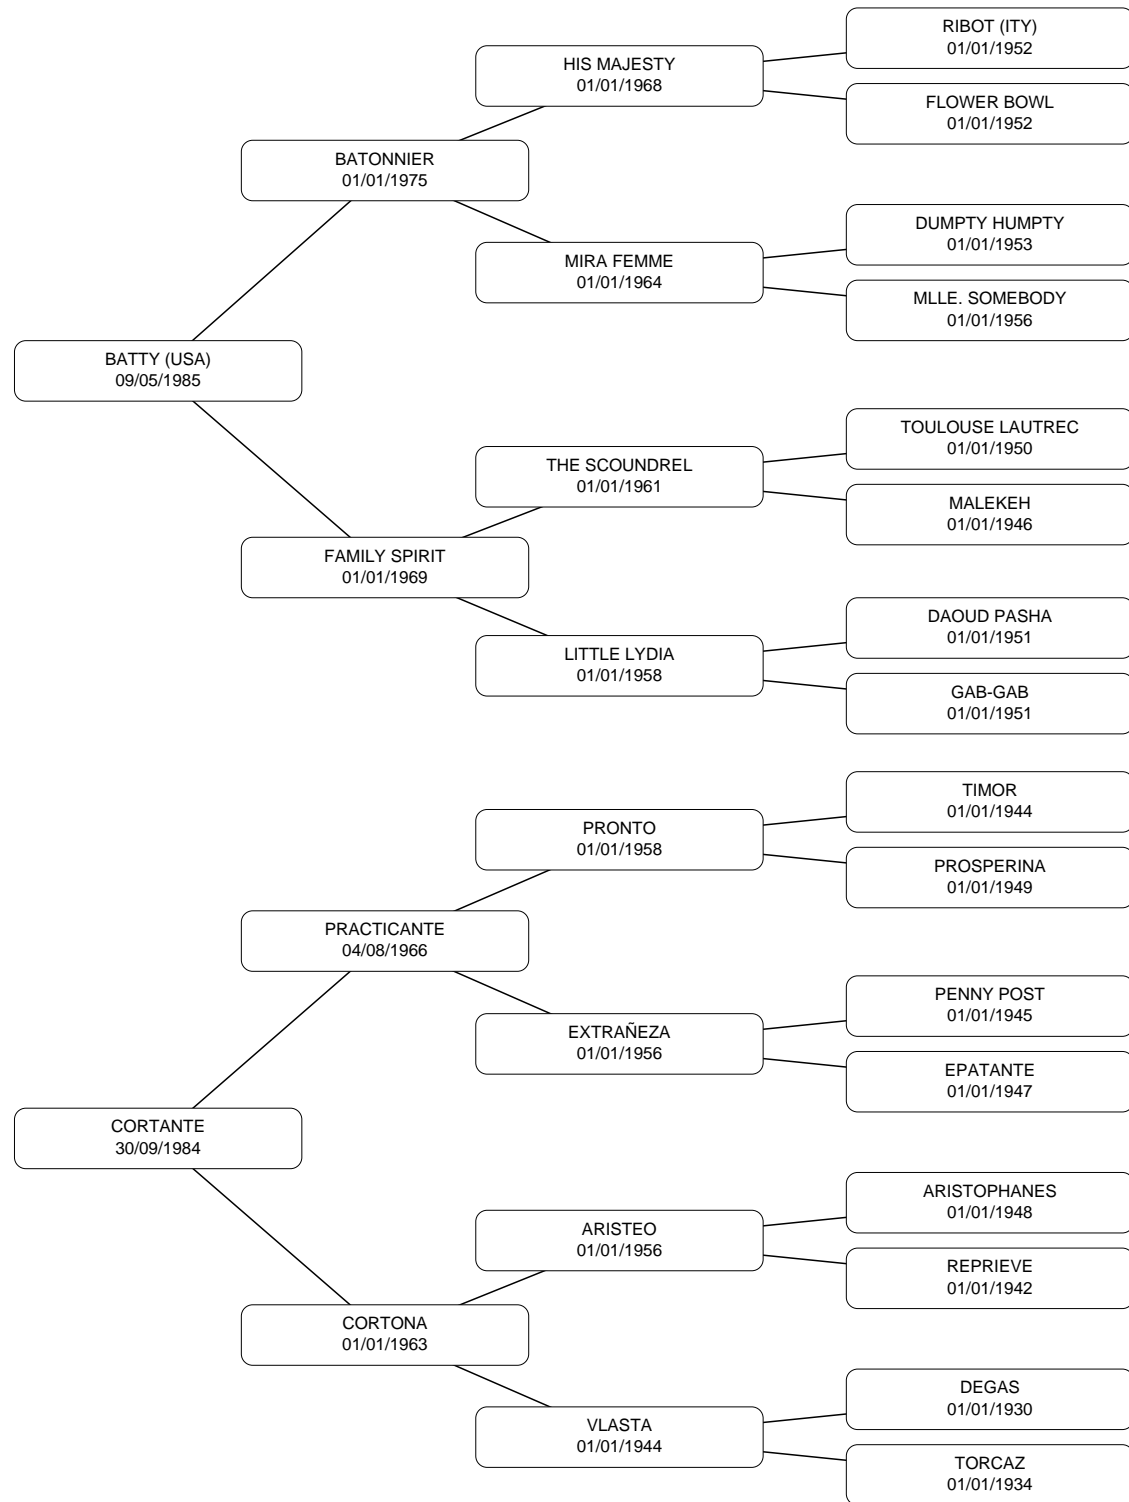 RIBOT (ITY)
01/01/1952
HIS MAJESTY
01/01/1968
FLOWER BOWL
01/01/1952
BATONNIER
01/01/1975
DUMPTY HUMPTY
01/01/1953
MIRA FEMME
01/01/1964
MLLE. SOMEBODY
01/01/1956
BATTY (USA)
09/05/1985
TOULOUSE LAUTREC
01/01/1950
THE SCOUNDREL
01/01/1961
MALEKEH
01/01/1946
FAMILY SPIRIT
01/01/1969
DAOUD PASHA
01/01/1951
LITTLE LYDIA
01/01/1958
GAB-GAB
01/01/1951
TIMOR
01/01/1944
PRONTO
01/01/1958
PROSPERINA
01/01/1949
PRACTICANTE
04/08/1966
PENNY POST
01/01/1945
EXTRAÑEZA
01/01/1956
EPATANTE
01/01/1947
CORTANTE
30/09/1984
ARISTOPHANES
01/01/1948
ARISTEO
01/01/1956
REPRIEVE
01/01/1942
CORTONA
01/01/1963
DEGAS
01/01/1930
VLASTA
01/01/1944
TORCAZ
01/01/1934